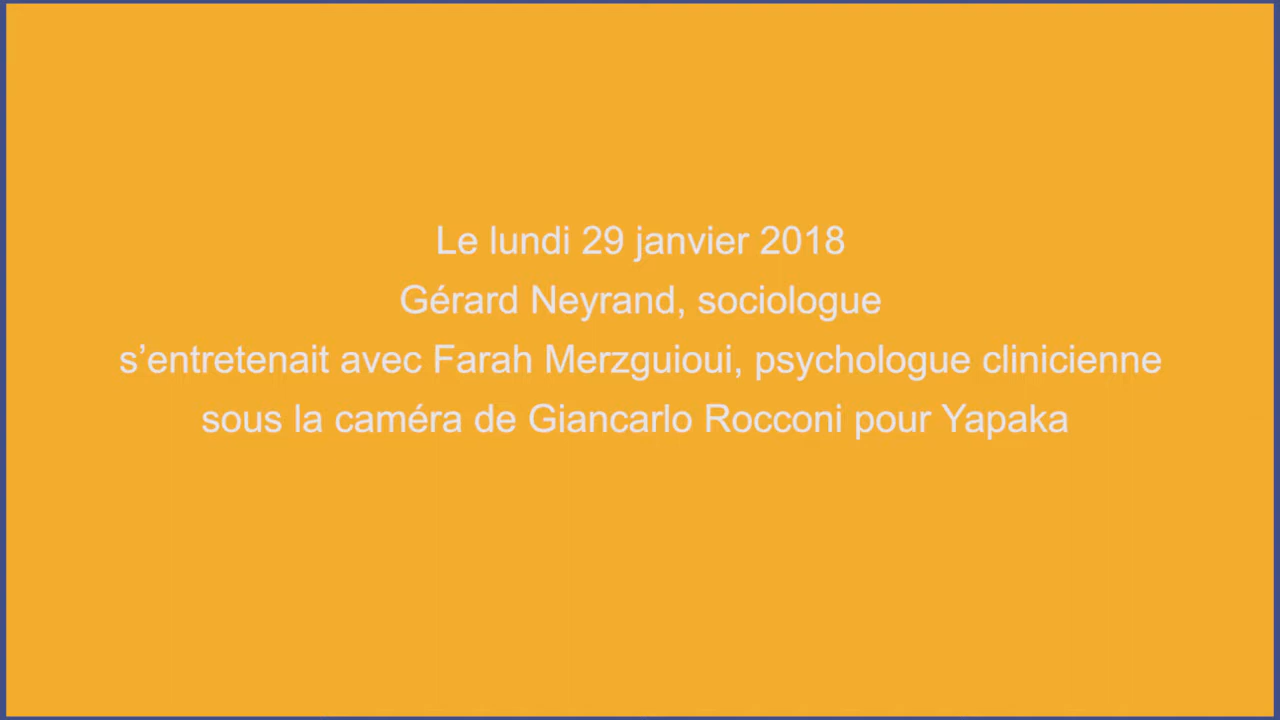 Le lundi 29 janvier 2018
Gérard Neyrand, sociologue
s’entretenait avec Farah Merzguioui, psychologue clinicienne
sous la caméra de Giancarlo Rocconi pour Yapaka